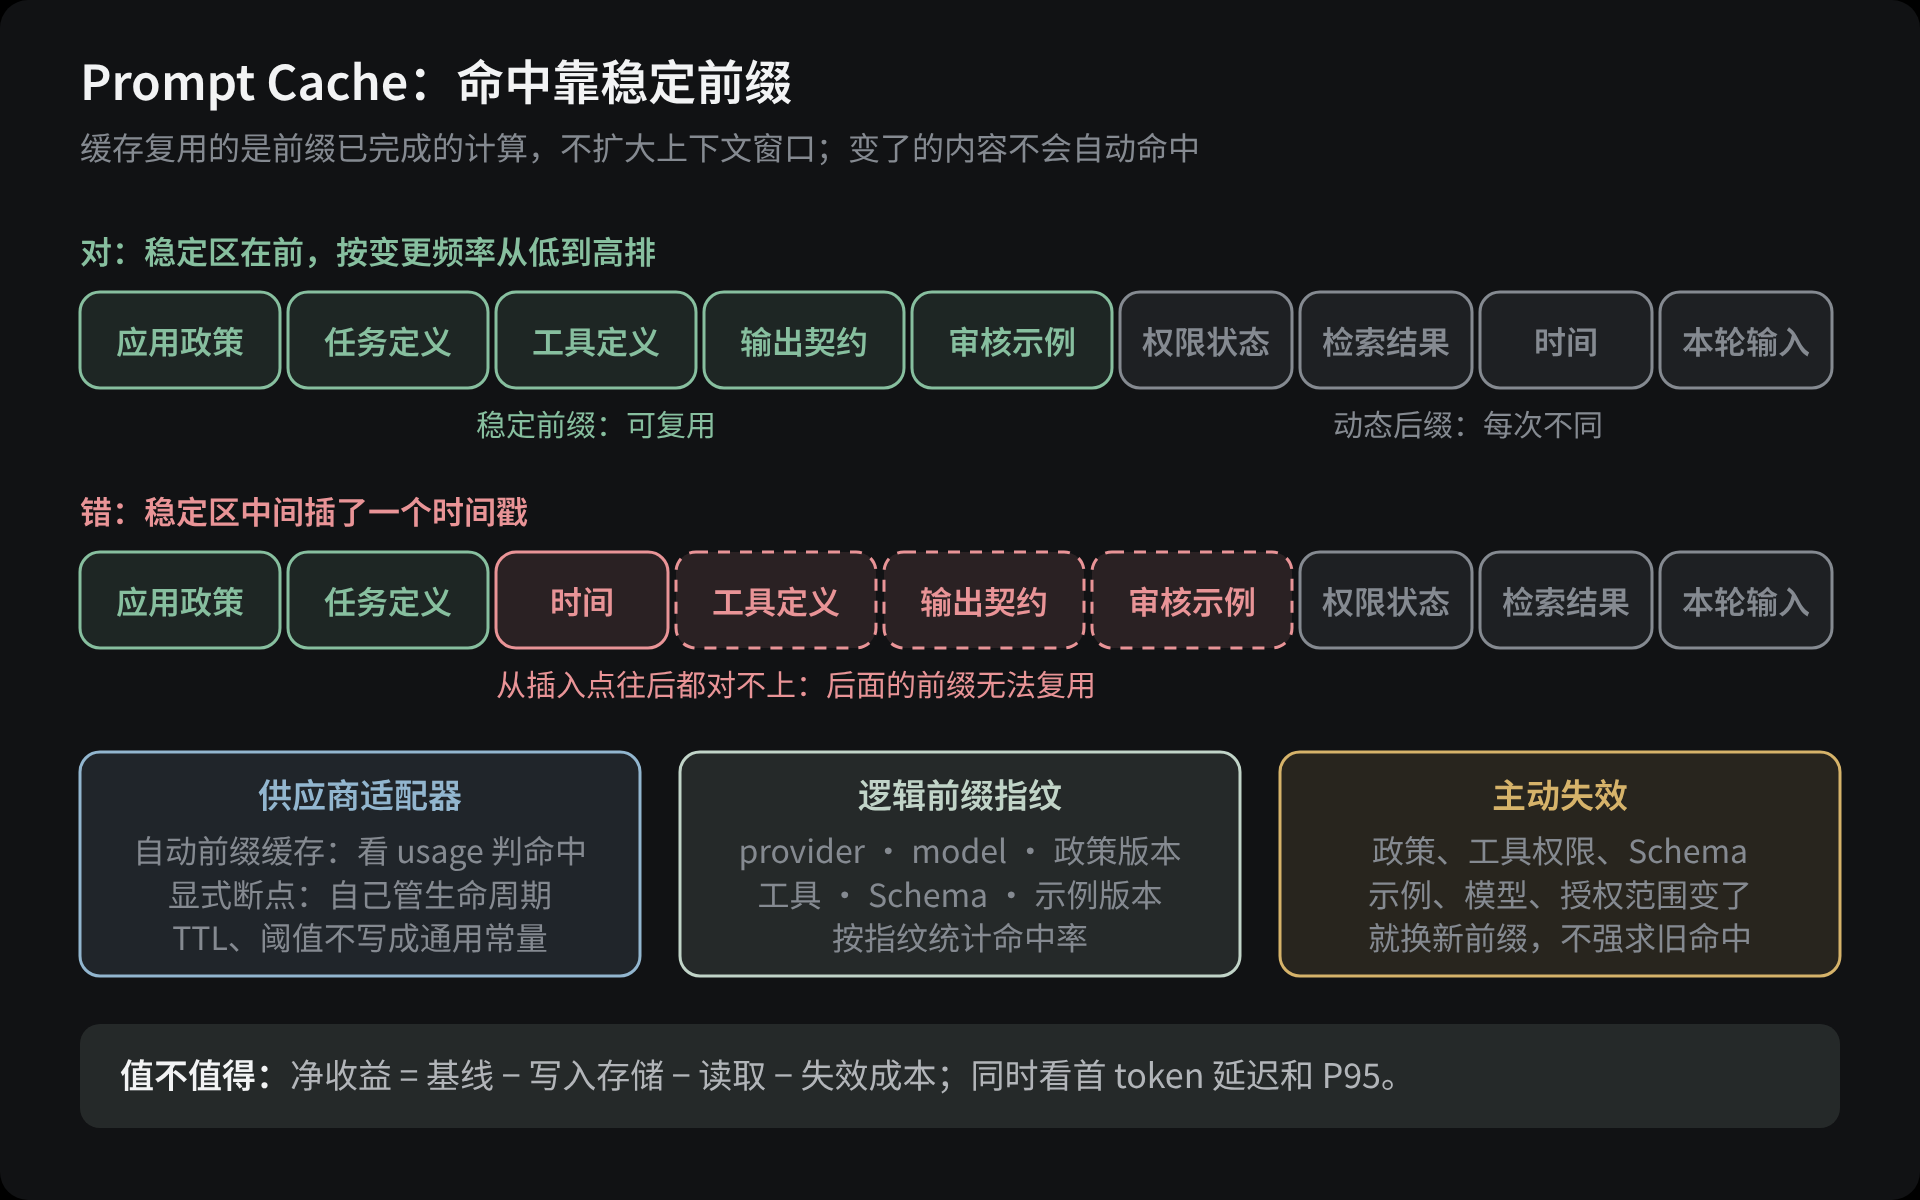 Prompt Cache：命中靠稳定前缀
缓存复用的是前缀已完成的计算，不扩大上下文窗口；变了的内容不会自动命中
对：稳定区在前，按变更频率从低到高排
应用政策 任务定义 工具定义 输出契约 审核示例 权限状态 检索结果 时间 本轮输入
稳定前缀：可复用 动态后缀：每次不同
错：稳定区中间插了一个时间戳
应用政策 任务定义 时间 工具定义 输出契约 审核示例 权限状态 检索结果 本轮输入
从插入点往后都对不上：后面的前缀无法复用
供应商适配器
自动前缀缓存：看 usage 判命中
显式断点：自己管生命周期
TTL、阈值不写成通用常量
逻辑前缀指纹
provider · model · 政策版本
工具 · Schema · 示例版本
按指纹统计命中率
主动失效
政策、工具权限、Schema
示例、模型、授权范围变了
就换新前缀，不强求旧命中
值不值得：净收益 = 基线 − 写入存储 − 读取 − 失效成本；同时看首 token 延迟和 P95。